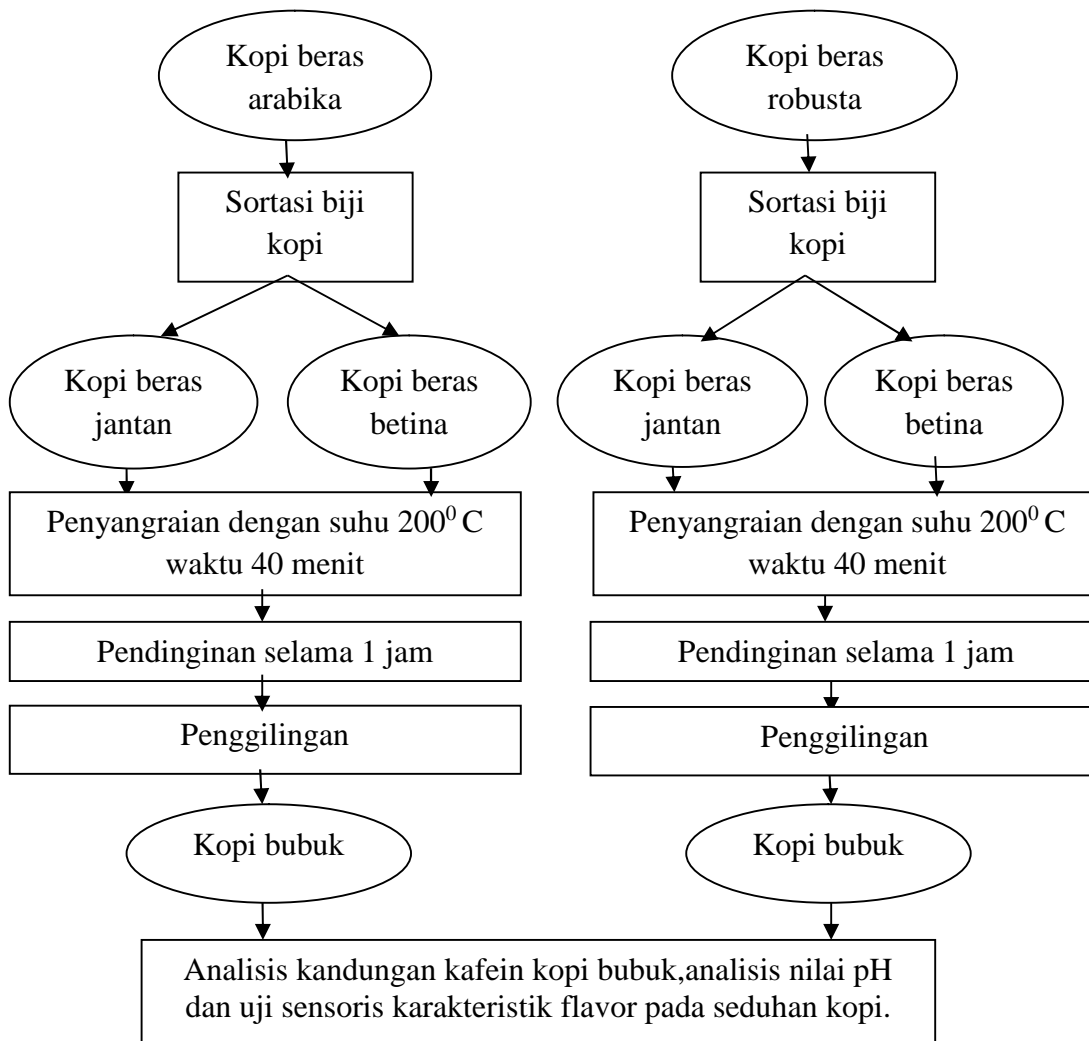 Kopi beras
arabika
Kopi beras
robusta
Sortasi biji
kopi
Sortasi biji
kopi
Kopi beras
jantan
Kopi beras
betina
Kopi beras
jantan
Kopi beras
betina
Penyangraian dengan suhu 200⁰ C
waktu 40 menit
Penyangraian dengan suhu 200⁰ C
waktu 40 menit
Pendinginan selama 1 jam
Pendinginan selama 1 jam
Penggilingan
Penggilingan
Kopi bubuk
Kopi bubuk
Analisis kandungan kafein kopi bubuk,analisis nilai pH
dan uji sensoris karakteristik flavor pada seduhan kopi.